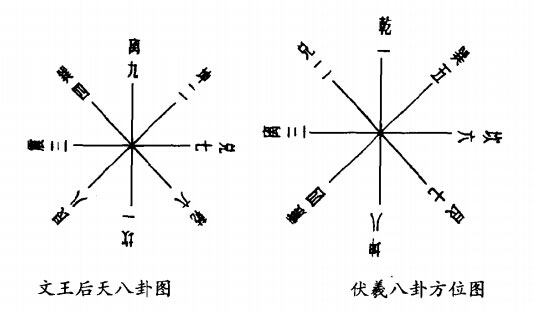 离九
巽四
坤二
震三
兑七
艮八
乾六
坎一
文王后天八卦图
乾一
兑二
巽五
离三
坎六
震四
艮七
坤八
伏羲八卦方位图